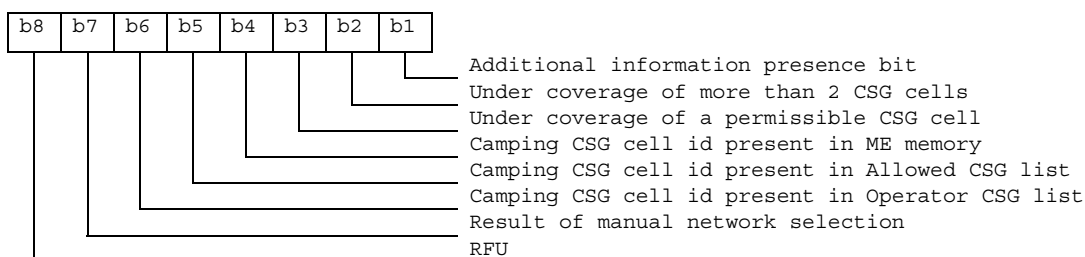 b8 b7 b6 b5 b4 b3 b2 b1
Additional information presence bit
Under coverage of more than 2 CSG cells
Under coverage of a permissible CSG cell
Camping CSG cell id present in ME memory
Camping CSG cell id present in Allowed CSG list
Camping CSG cell id present in Operator CSG list
Result of manual network selection
RFU